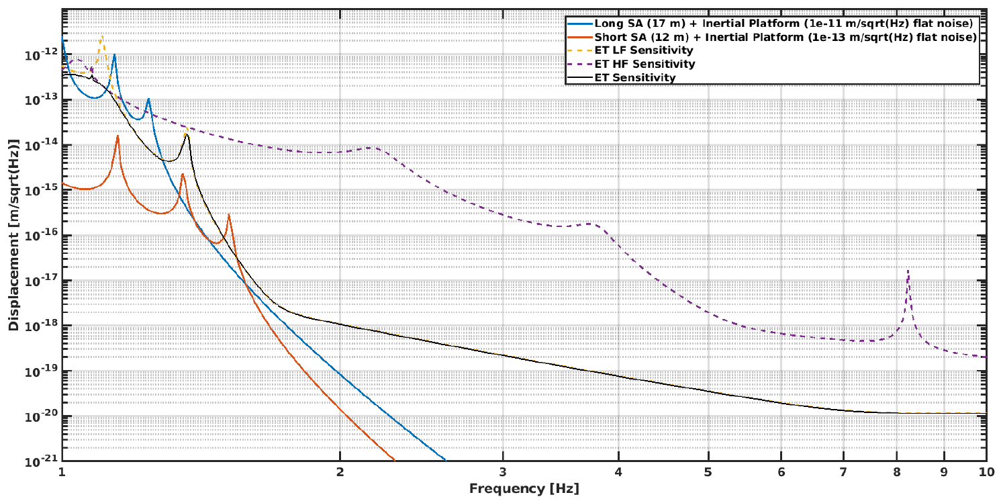 Long SA (17 m) + Inertial Platform (1e-11 m/sqrt(Hz) flat noise)
Short SA (12 m) + Inertial Platform (1e-13 m/sqrt(Hz) flat noise)
ET LF Sensitivity
ET HF Sensitivity
ET Sensitivity
Displacement [m/sqrt(Hz)]
10-12
10-13
10-14
10-15
10-16
10-17
10-18
10-19
10-20
10-21
1 2 3 4 5 6 7 8 9 10
Frequency [Hz]